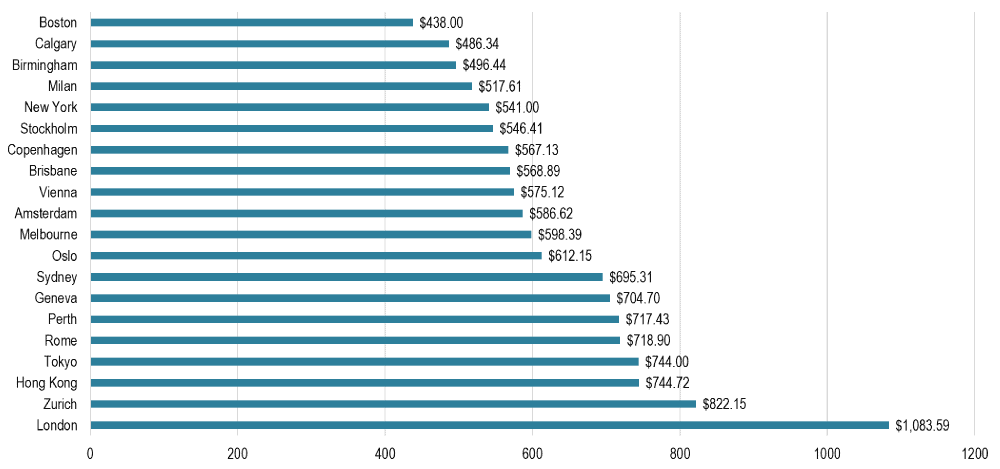 Boston $438.00
Calgary $486.34
Birmingham $496.44
Milan $517.61
New York $541.00
Stockholm $546.41
Copenhagen $567.13
Brisbane $568.89
Vienna $575.12
Amsterdam $586.62
Melbourne $598.39
Oslo $612.15
Sydney $695.31
Geneva $704.70
Perth $717.43
Rome $718.90
Tokyo $744.00
Hong Kong $744.72
Zurich $822.15
London $1,083.59
0 200 400 600 800 1000 1200